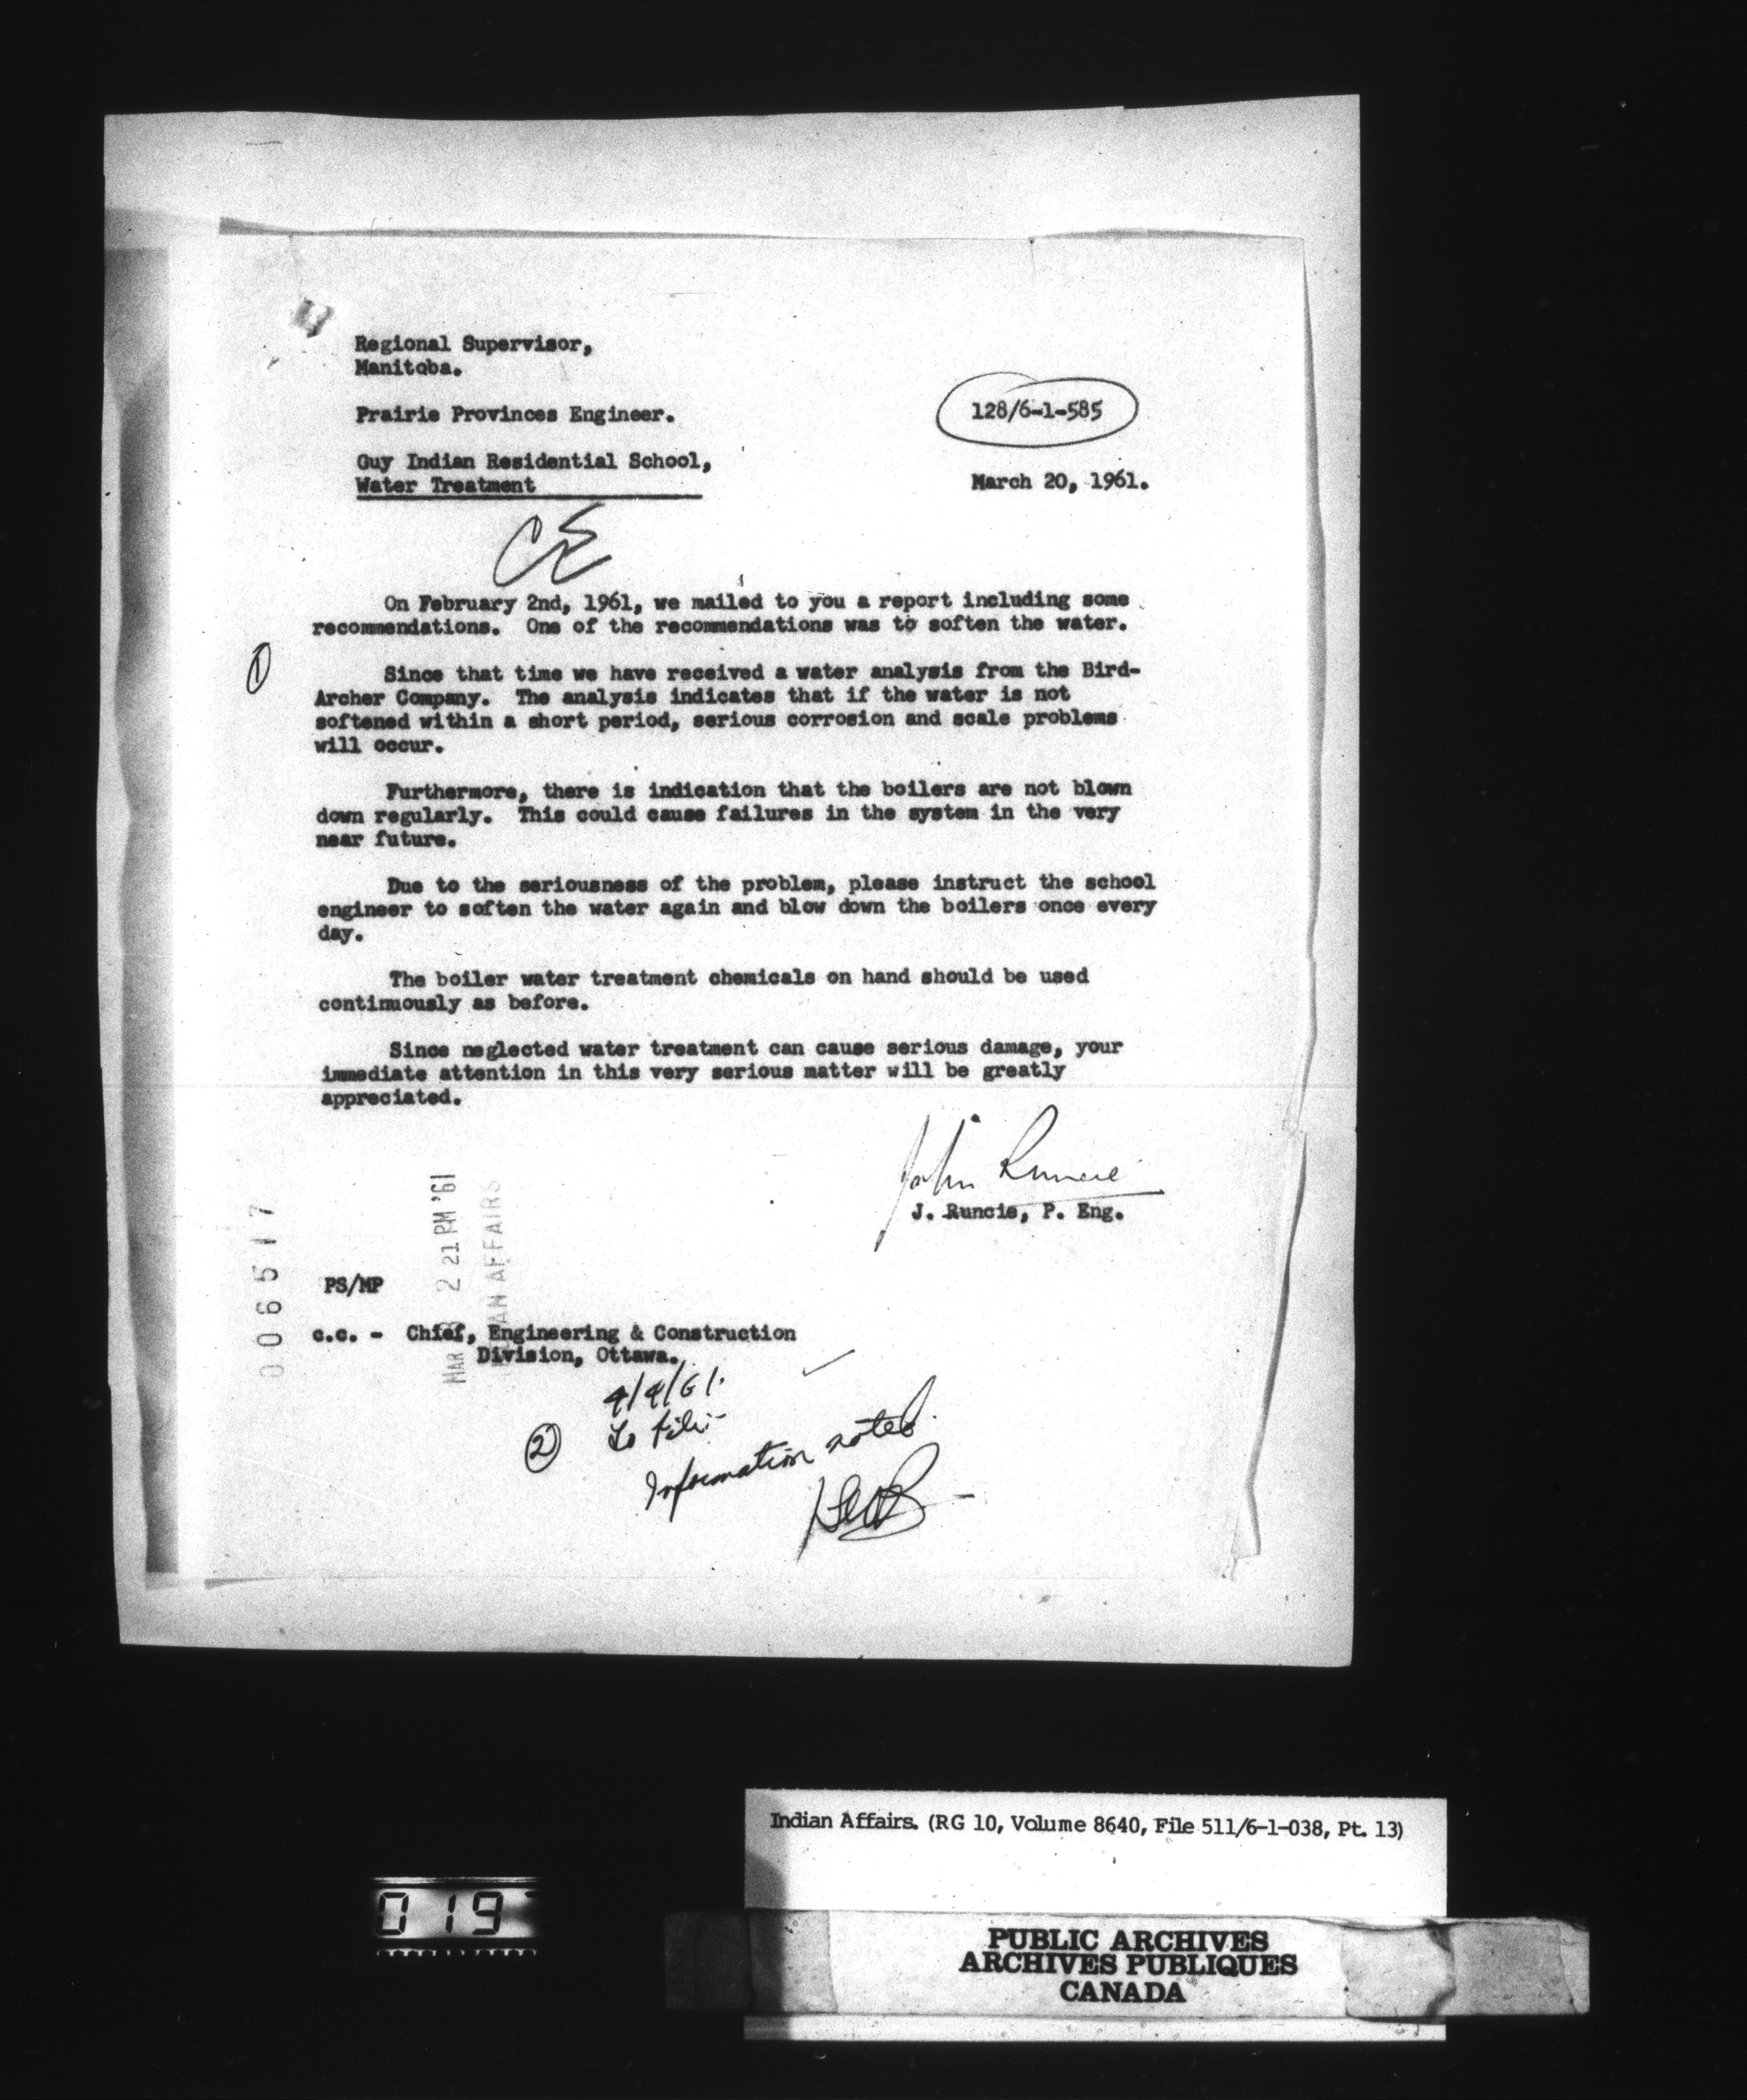 Regional Supervisor,
Manitoba.
Prairie Provinces Engineer.
128/6-1-585
Guy Indian Residential School,
Water Treatment
March 20, 1961.
CE
On February 2nd, 1961, we mailed to you a report including some
recommendations. One of the recommendations was to soften the water.
1
Since that time we have received a water analysis from the Bird-
Archer Company. The analysis indicates that if the water is not
softened within a short period, serious corrosion and scale problems
will occur.
Furthermore, there is indication that the boilers are not blown
down regularly. This could cause failures in the system in the very
near future.
Due to the seriousness of the problem, please instruct the school
engineer to soften the water again and blow down the boilers once every
day.
The boiler water treatment chemicals on hand should be used
continuously as before.
Since neglected water treatment can cause serious damage, your
immediate attention in this very serious matter will be greatly
appreciated.
John Runcie
J. Runcie, P. Eng.
006517
MAR 2 21 PM '61
AN AFFAIRS
PS/MP
c.c. - Chief, Engineering & Construction
Division, Ottawa.
4/4/61.
2
To file
Information noted
Indian Affairs. (RG 10, Volume 8640, File 511/6-1-038, Pt. 13)
019
PUBLIC ARCHIVES
ARCHIVES PUBLIQUES
CANADA